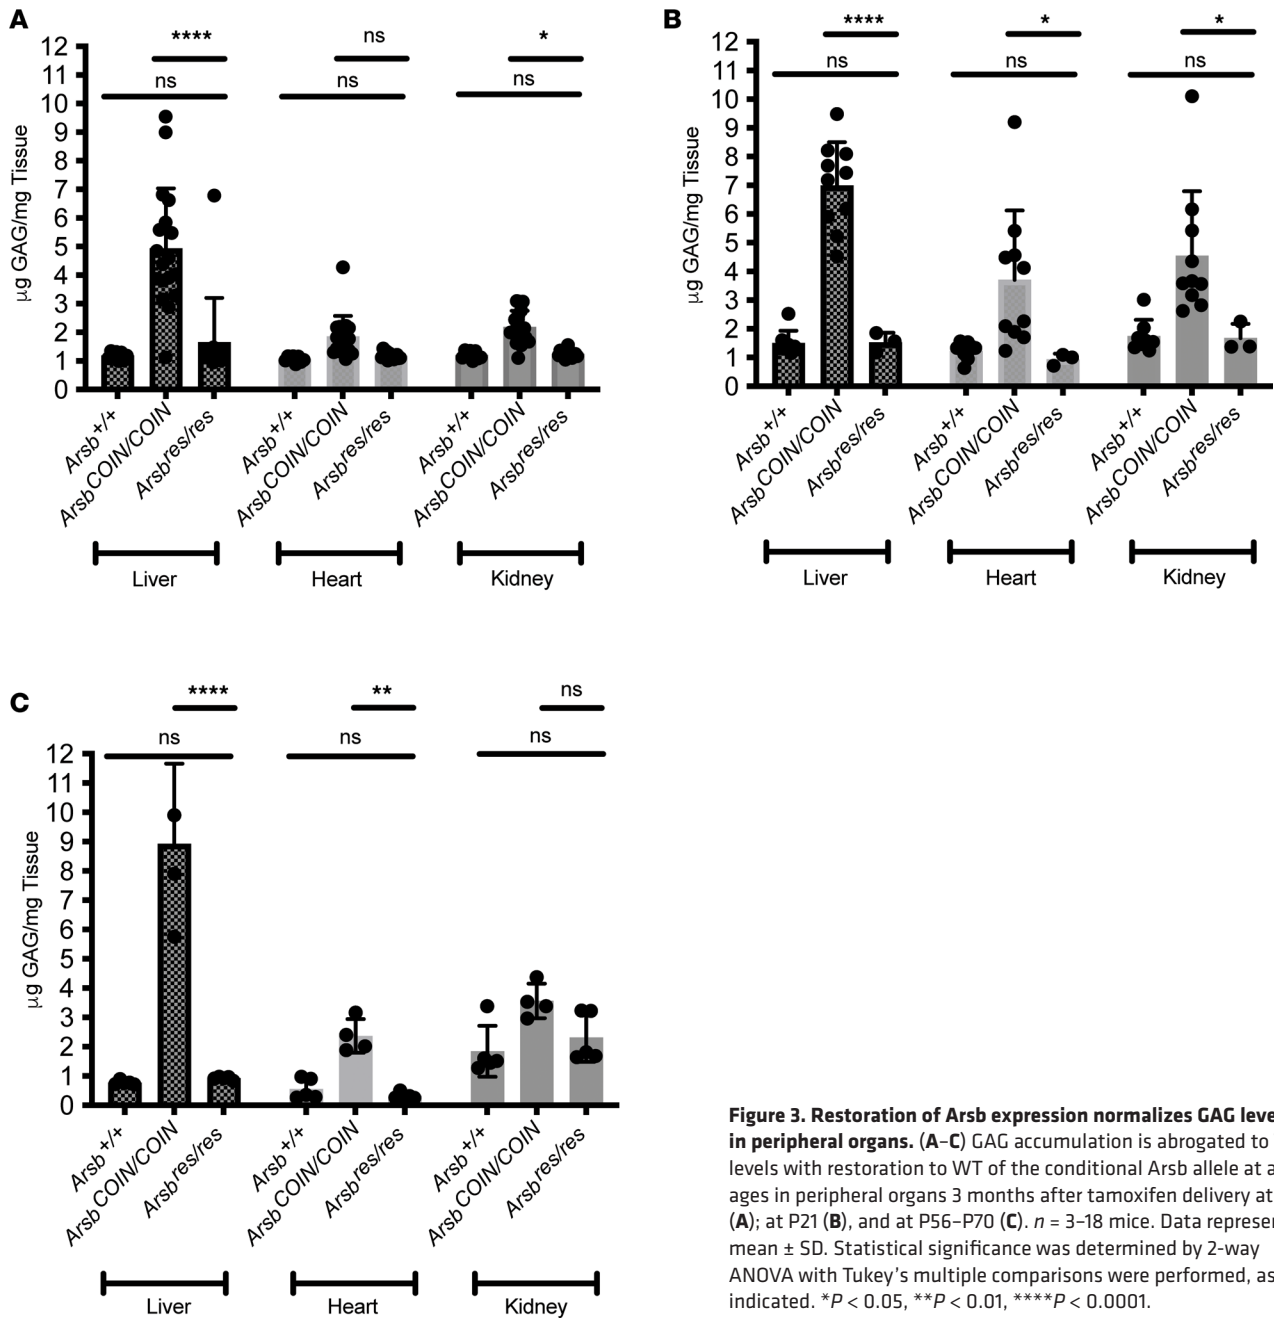 A
12
11
10
9
8
7
6
5
4
3
2
1
0
µg GAG/mg Tissue
**** ns *
ns ns ns
Arsb+/+ ArsbCOIN/COIN Arsbres/res Arsb+/+ ArsbCOIN/COIN Arsbres/res Arsb+/+ ArsbCOIN/COIN Arsbres/res
Liver Heart Kidney
B
12
11
10
9
8
7
6
5
4
3
2
1
0
µg GAG/mg Tissue
**** * *
ns ns ns
Arsb+/+ ArsbCOIN/COIN Arsbres/res Arsb+/+ ArsbCOIN/COIN Arsbres/res Arsb+/+ ArsbCOIN/COIN Arsbres/res
Liver Heart Kidney
C
12
11
10
9
8
7
6
5
4
3
2
1
0
µg GAG/mg Tissue
**** ** ns
ns ns ns
Arsb+/+ ArsbCOIN/COIN Arsbres/res Arsb+/+ ArsbCOIN/COIN Arsbres/res Arsb+/+ ArsbCOIN/COIN Arsbres/res
Liver Heart Kidney
Figure 3. Restoration of Arsb expression normalizes GAG leve
in peripheral organs. (A–C) GAG accumulation is abrogated to
levels with restoration to WT of the conditional Arsb allele at a
ages in peripheral organs 3 months after tamoxifen delivery at
(A); at P21 (B), and at P56–P70 (C). n = 3–18 mice. Data represe
mean ± SD. Statistical significance was determined by 2-way
ANOVA with Tukey's multiple comparisons were performed, as
indicated. *P < 0.05, **P < 0.01, ****P < 0.0001.